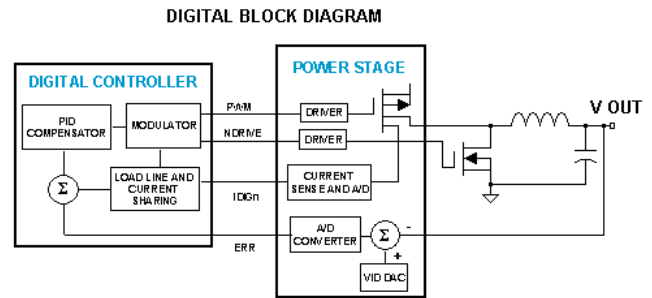 DIGITAL BLOCK DIAGRAM
DIGITAL CONTROLLER
PID
COMPENSATOR
MODULATOR
LOAD LINE AND
CURRENT
SHARING
Σ
PWM
NDRIVE
IDIGn
ERR
POWER STAGE
DRIVER
DRIVER
CURRENT
SENSE AND A/D
A/D
CONVERTER
Σ
-
+
VID DAC
V OUT